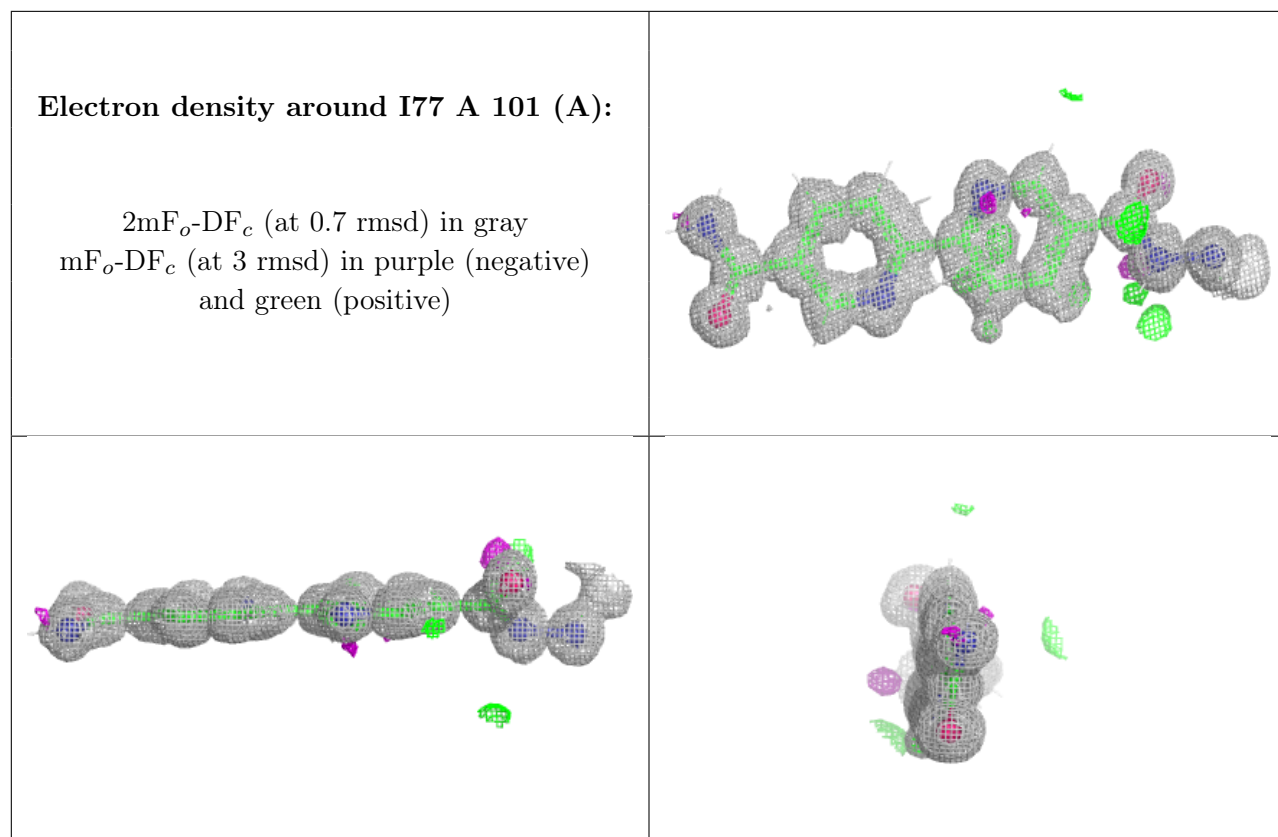 Electron density around I77 A 101 (A):
2mFₒ-DF𝒸 (at 0.7 rmsd) in gray
mFₒ-DF𝒸 (at 3 rmsd) in purple (negative)
and green (positive)